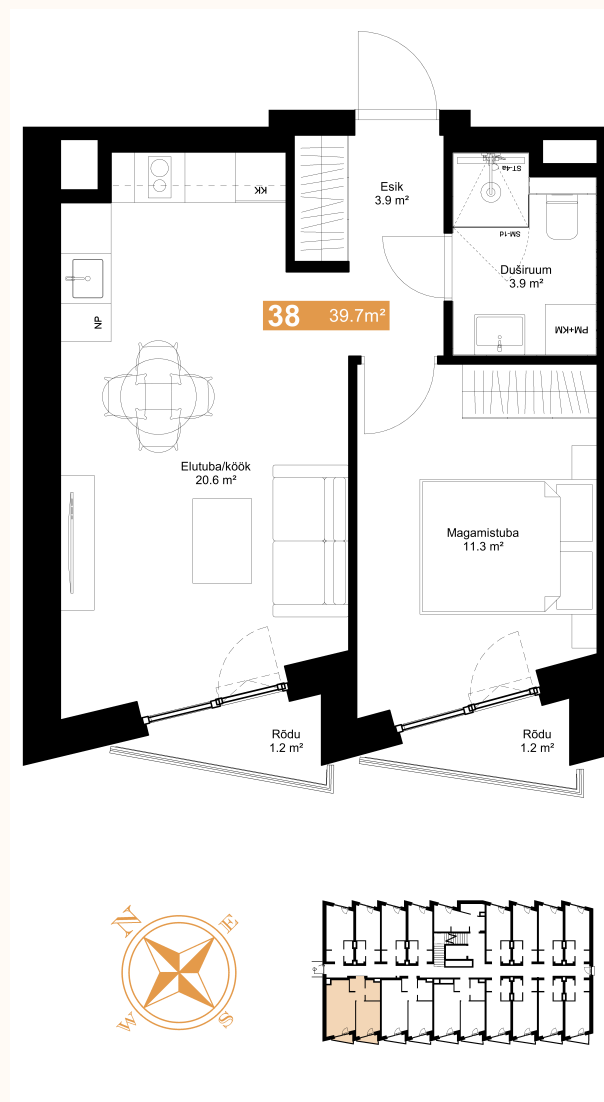 Esik
3.9 m²
KK
ST-4a
SM-1d
Duširuum
3.9 m²
38 39.7m²
NP
PM+KM
Elutuba/köök
20.6 m²
Magamistuba
11.3 m²
Rõdu
1.2 m²
Rõdu
1.2 m²
N
E
W
S